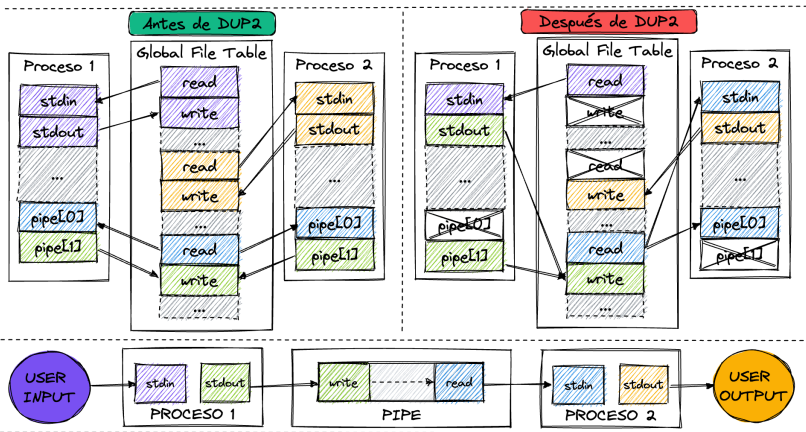 Antes de DUP2
Proceso 1
stdin
stdout
...
pipe[0]
pipe[1]
Global File Table
read
write
...
read
write
...
read
write
...
Proceso 2
stdin
stdout
...
pipe[0]
pipe[1]
Después de DUP2
Proceso 1
stdin
stdout
...
pipe[0]
pipe[1]
Global File Table
read
write
...
read
write
...
read
write
...
Proceso 2
stdin
stdout
...
pipe[0]
pipe[1]
USER
INPUT
stdin
stdout
PROCESO 1
write
read
PIPE
stdin
stdout
PROCESO 2
USER
OUTPUT